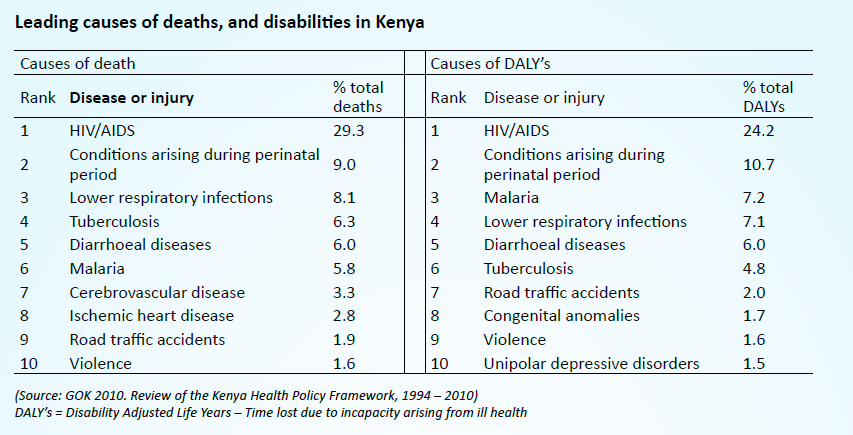 Leading causes of deaths, and disabilities in Kenya
Causes of death Causes of DALY's
Rank Disease or injury % total deaths Rank Disease or injury % total DALYs
1 HIV/AIDS 29.3 1 HIV/AIDS 24.2
2 Conditions arising during perinatal period 9.0 2 Conditions arising during perinatal period 10.7
3 Lower respiratory infections 8.1 3 Malaria 7.2
4 Tuberculosis 6.3 4 Lower respiratory infections 7.1
5 Diarrhoeal diseases 6.0 5 Diarrhoeal diseases 6.0
6 Malaria 5.8 6 Tuberculosis 4.8
7 Cerebrovascular disease 3.3 7 Road traffic accidents 2.0
8 Ischemic heart disease 2.8 8 Congenital anomalies 1.7
9 Road traffic accidents 1.9 9 Violence 1.6
10 Violence 1.6 10 Unipolar depressive disorders 1.5
(Source: GOK 2010. Review of the Kenya Health Policy Framework, 1994 – 2010)
DALY's = Disability Adjusted Life Years – Time lost due to incapacity arising from ill health